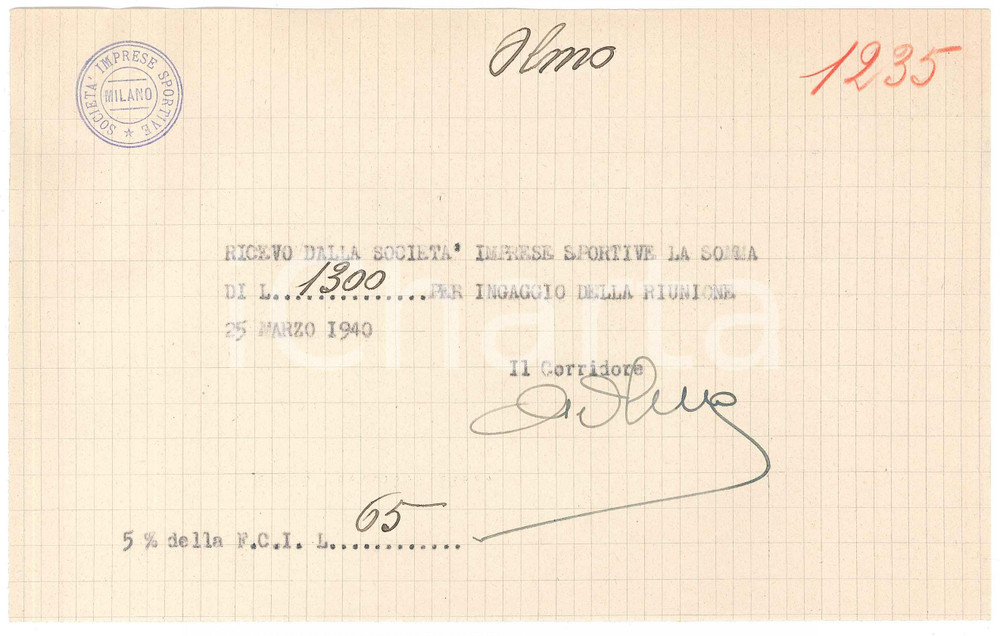 Olmo
1235
SOCIETA' IMPRESE SPORTIVE
MILANO
RICEVO DALLA SOCIETA' IMPRESE SPORTIVE LA SOMMA
DI L. 1300 ............... PER INGAGGIO DELLA RIUNIONE
25 MARZO 1940
Il Corridore
Olmo
5 % della F.C.I. L. 65 .............